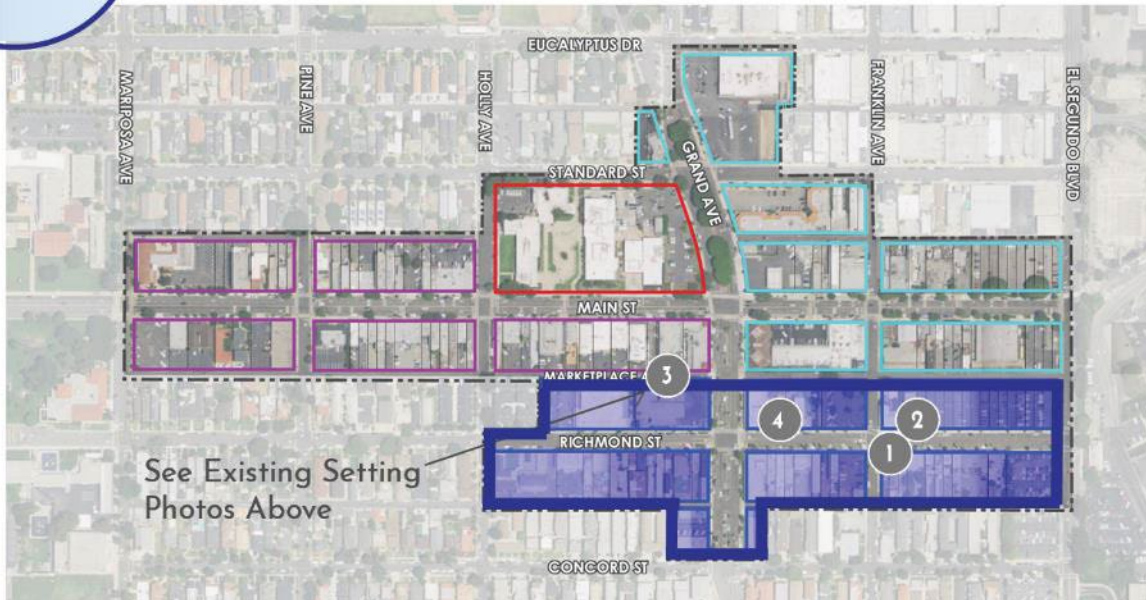 EUCALYPTUS DR
MARIPOSA AVE
PINE AVE
HOLLY AVE
GRAND AVE
FRANKLIN AVE
EL SEGUNDO BLVD
STANDARD ST
MAIN ST
MARKETPLACE
3
4
2
RICHMOND ST
1
See Existing Setting
Photos Above
CONCORD ST